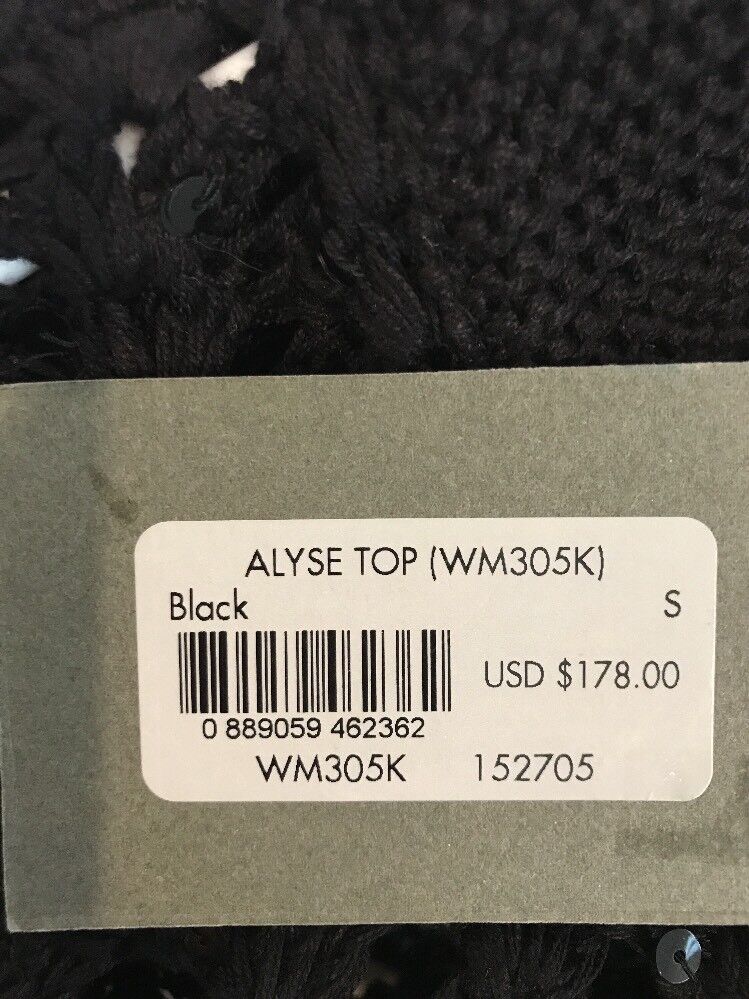 ALYSE TOP (WM305K)
Black S
USD $178.00
0 889059 462362
WM305K 152705